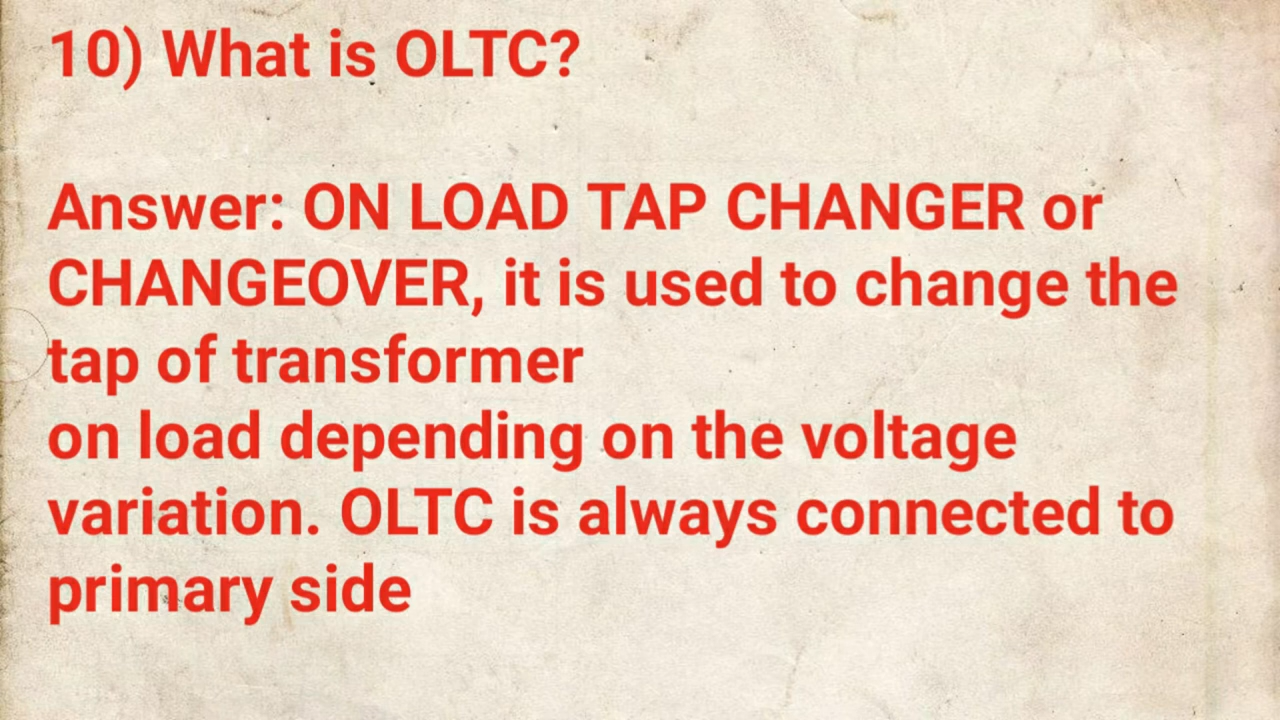 10) What is OLTC?
Answer: ON LOAD TAP CHANGER or
CHANGEOVER, it is used to change the
tap of transformer
on load depending on the voltage
variation. OLTC is always connected to
primary side